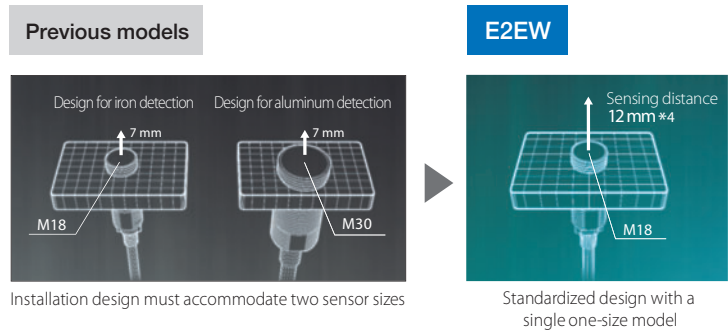 Previous models
E2EW
Design for iron detection
Design for aluminum detection
7 mm
7 mm
M18
M30
Installation design must accommodate two sensor sizes
Sensing distance
12 mm *4
M18
Standardized design with a
single one-size model